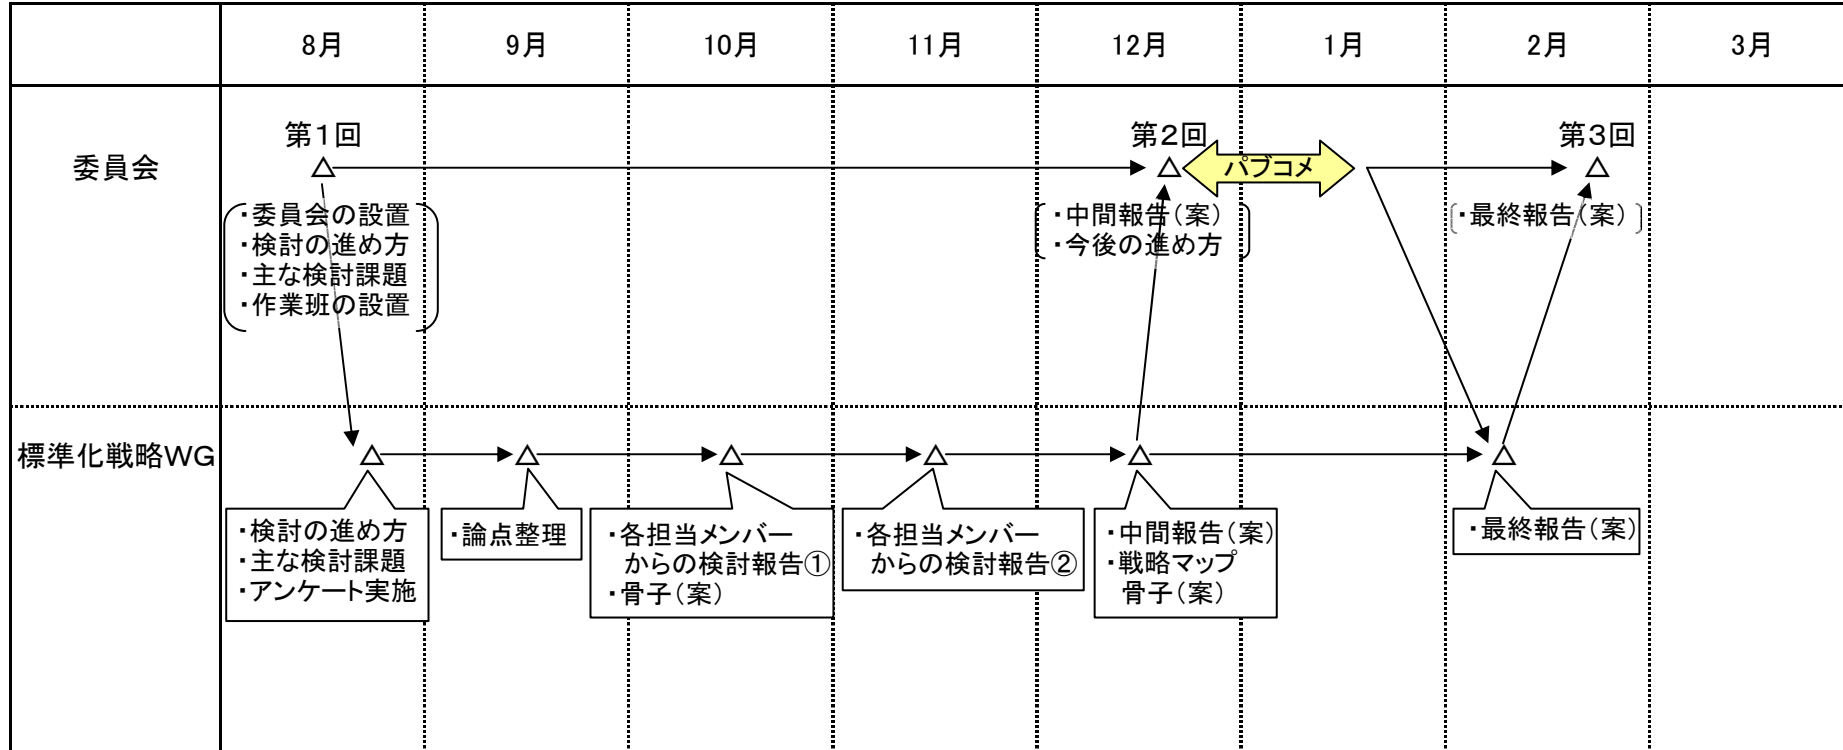 8月
9月
10月
11月
12月
1月
2月
3月
委員会
第1回
第2回
パブコメ
第3回
・委員会の設置
・検討の進め方
・主な検討課題
・作業班の設置
・中間報告(案)
・今後の進め方
・最終報告(案)
標準化戦略WG
・検討の進め方
・主な検討課題
・アンケート実施
・論点整理
・各担当メンバー
からの検討報告①
・骨子(案)
・各担当メンバー
からの検討報告②
・中間報告(案)
・戦略マップ
骨子(案)
・最終報告(案)